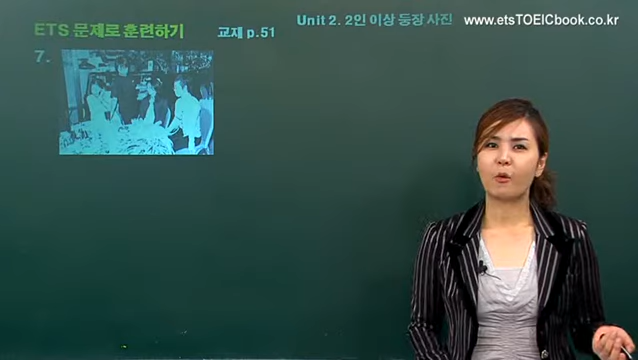 ETS 문제로 훈련하기
교재 p.51
Unit 2. 2인 이상 등장 사진
www.etsTOEICbook.co.kr
7.